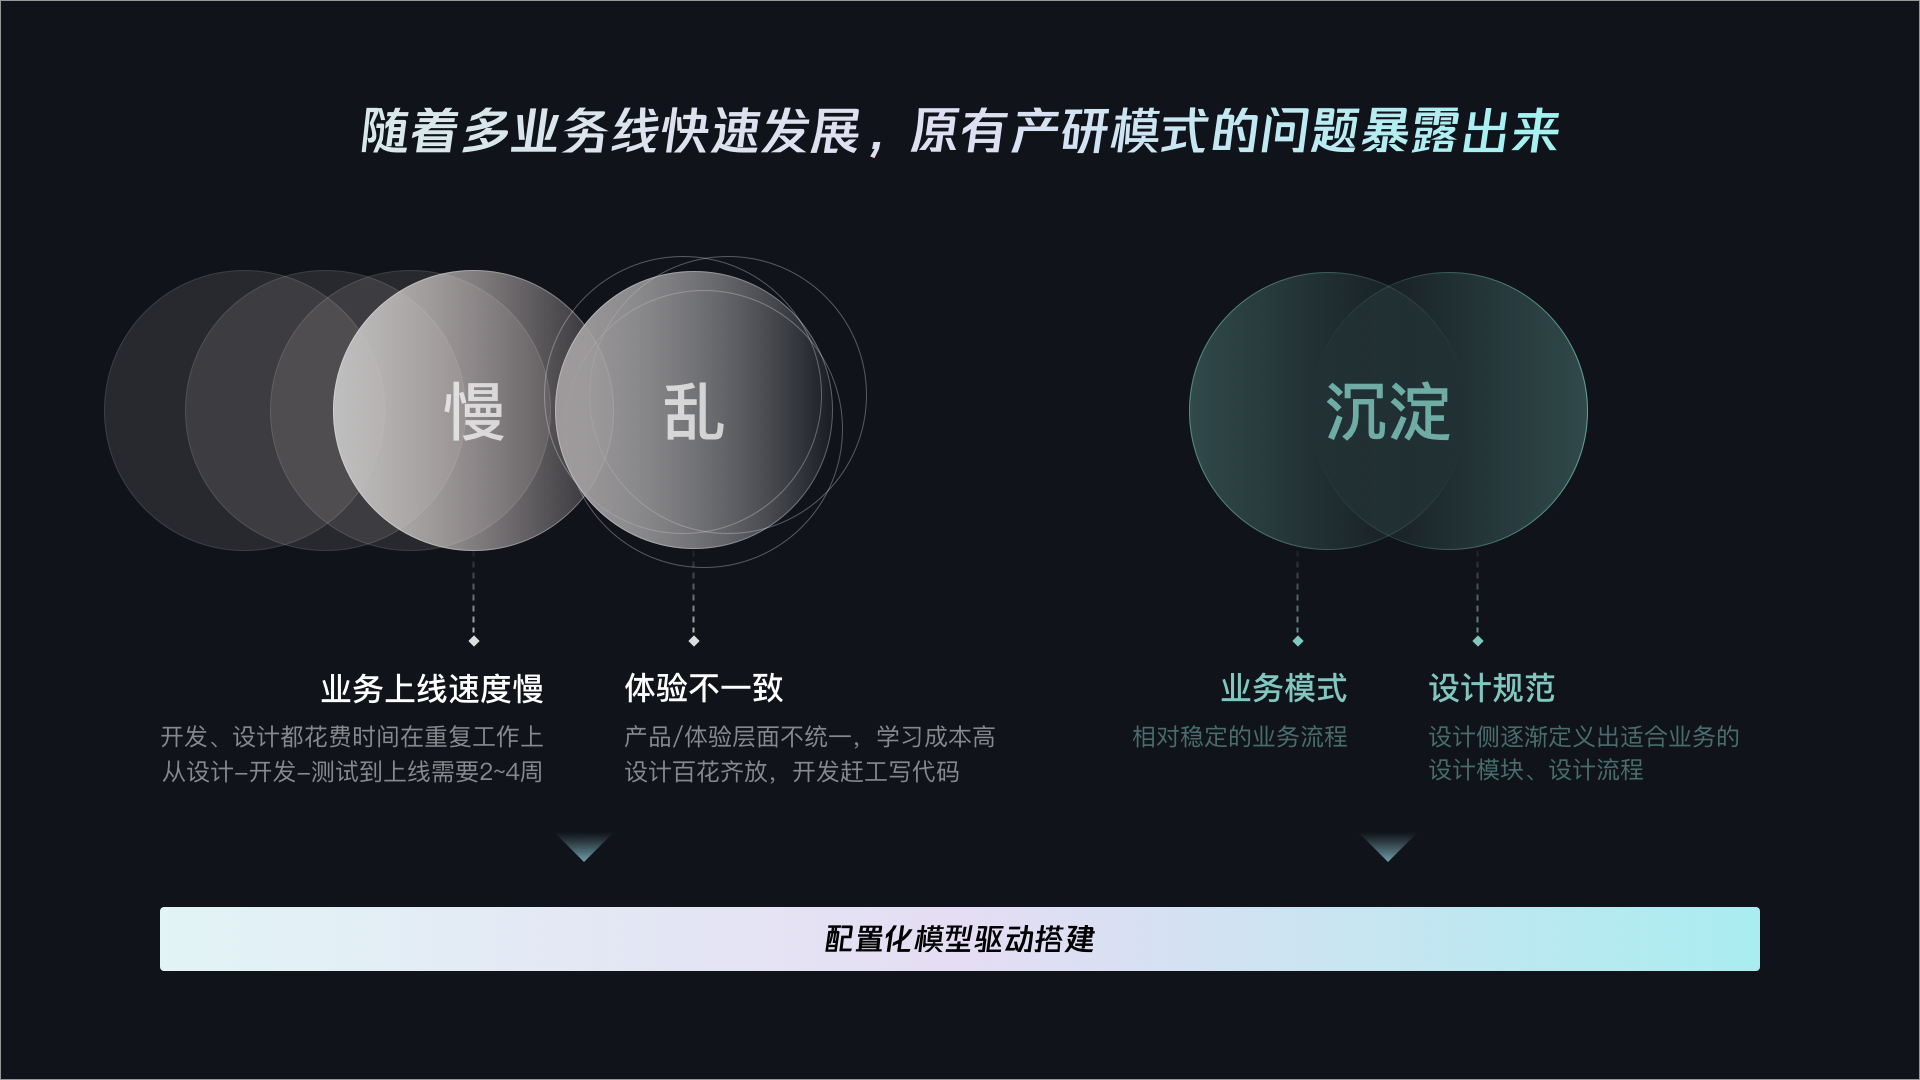 随着多业务线快速发展，原有产研模式的问题暴露出来
慢
乱
沉淀
业务上线速度慢
开发、设计都花费时间在重复工作上
从设计–开发–测试到上线需要2~4周
体验不一致
产品/体验层面不统一，学习成本高
设计百花齐放，开发赶工写代码
业务模式
相对稳定的业务流程
设计规范
设计侧逐渐定义出适合业务的
设计模块、设计流程
配置化模型驱动搭建